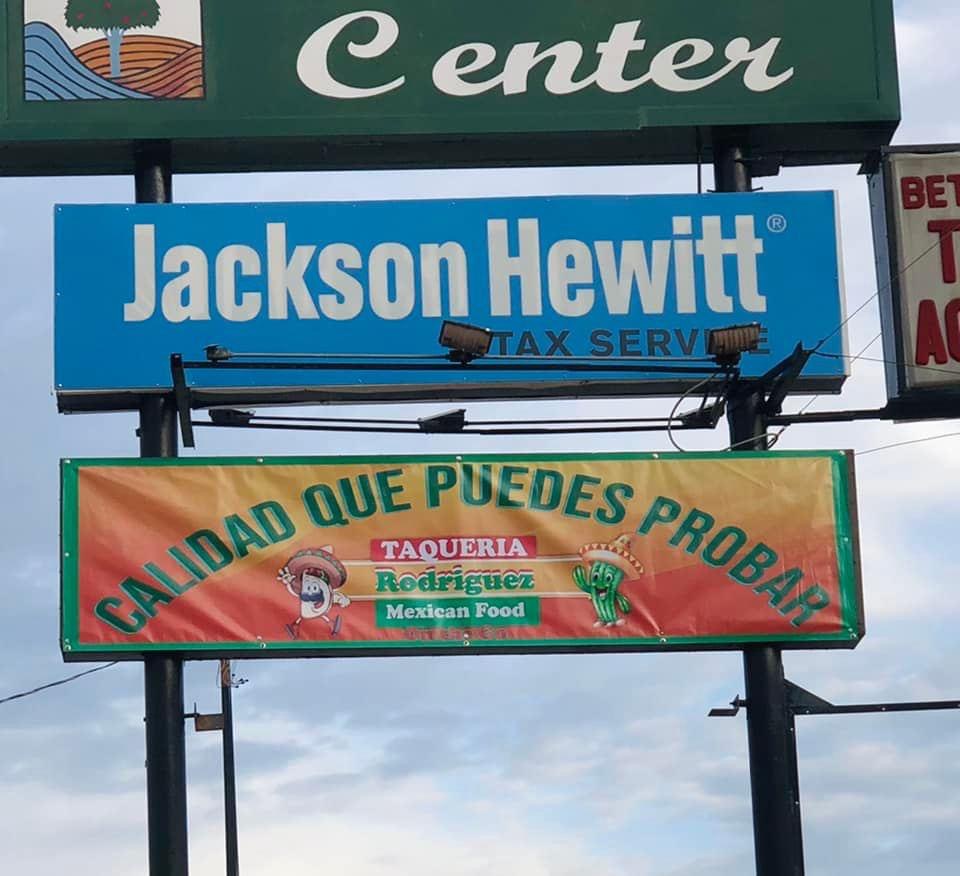 Center
Jackson Hewitt®
TAX SERVICE
CALIDAD QUE PUEDES PROBAR
TAQUERIA
Rodriguez
Mexican Food